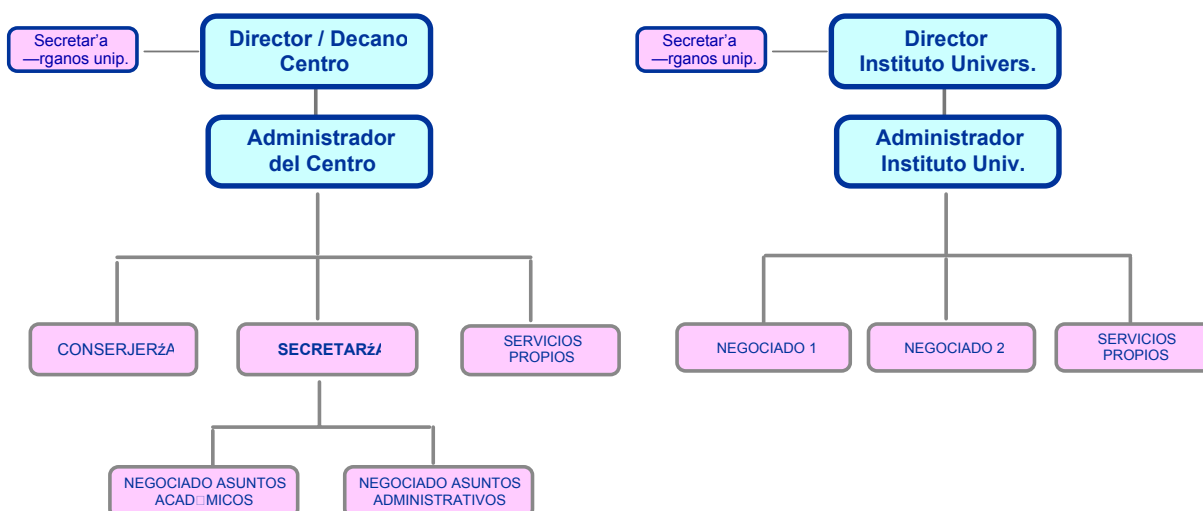 Secretar’a
—rganos unip.
Director / Decano
Centro
Administrador
del Centro
CONSERJERźA
SECRETARźA
SERVICIOS
PROPIOS
NEGOCIADO ASUNTOS
ACAD□MICOS
NEGOCIADO ASUNTOS
ADMINISTRATIVOS
Secretar’a
—rganos unip.
Director
Instituto Univers.
Administrador
Instituto Univ.
NEGOCIADO 1
NEGOCIADO 2
SERVICIOS
PROPIOS